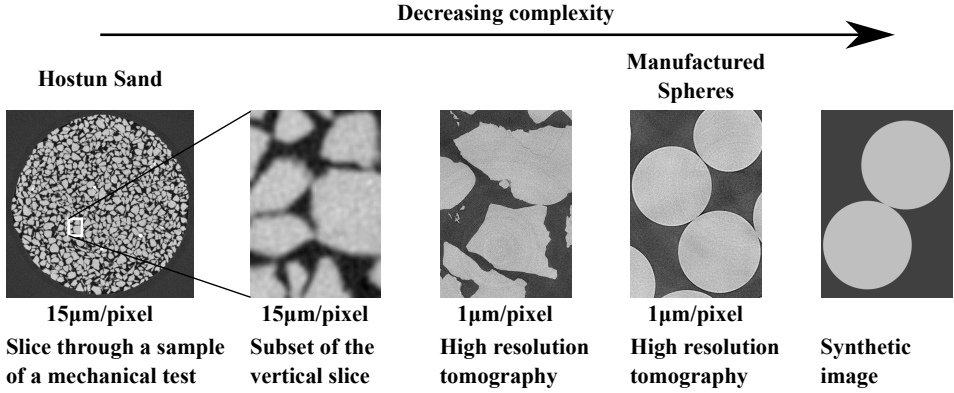 Decreasing complexity
Hostun Sand
Manufactured
Spheres
15μm/pixel
15μm/pixel
1μm/pixel
1μm/pixel
Slice through a sample
of a mechanical test
Subset of the
vertical slice
High resolution
tomography
High resolution
tomography
Synthetic
image